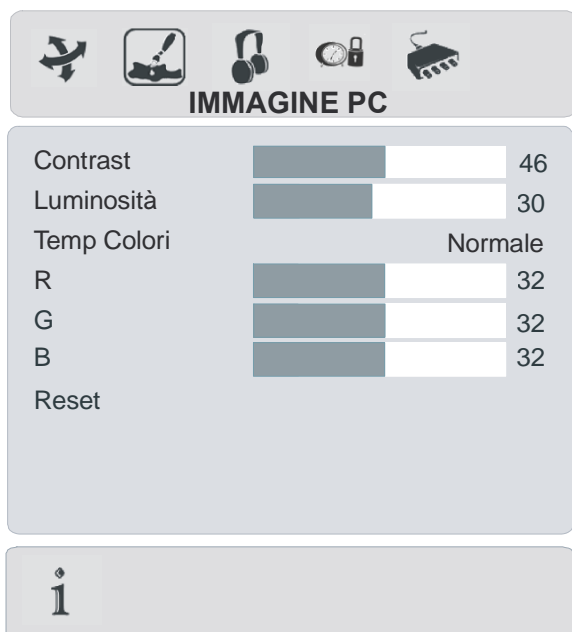 IMMAGINE PC
Contrast 46
Luminosità 30
Temp Colori Normale
R 32
G 32
B 32
Reset
i